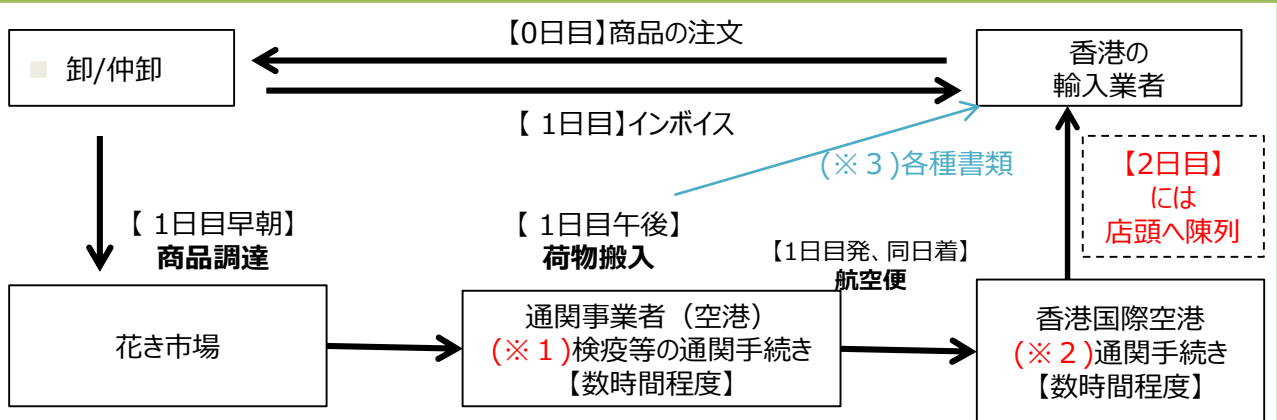 卸/仲卸
【0日目】商品の注文
香港の
輸入業者
【 1日目】インボイス
(※３)各種書類
【2日目】
には
店頭へ陳列
【 1日目早朝】
商品調達
【 1日目午後】
荷物搬入
【1日目発、同日着】
航空便
花き市場
通関事業者（空港）
(※１)検疫等の通関手続き
【数時間程度】
香港国際空港
(※２)通関手続き
【数時間程度】